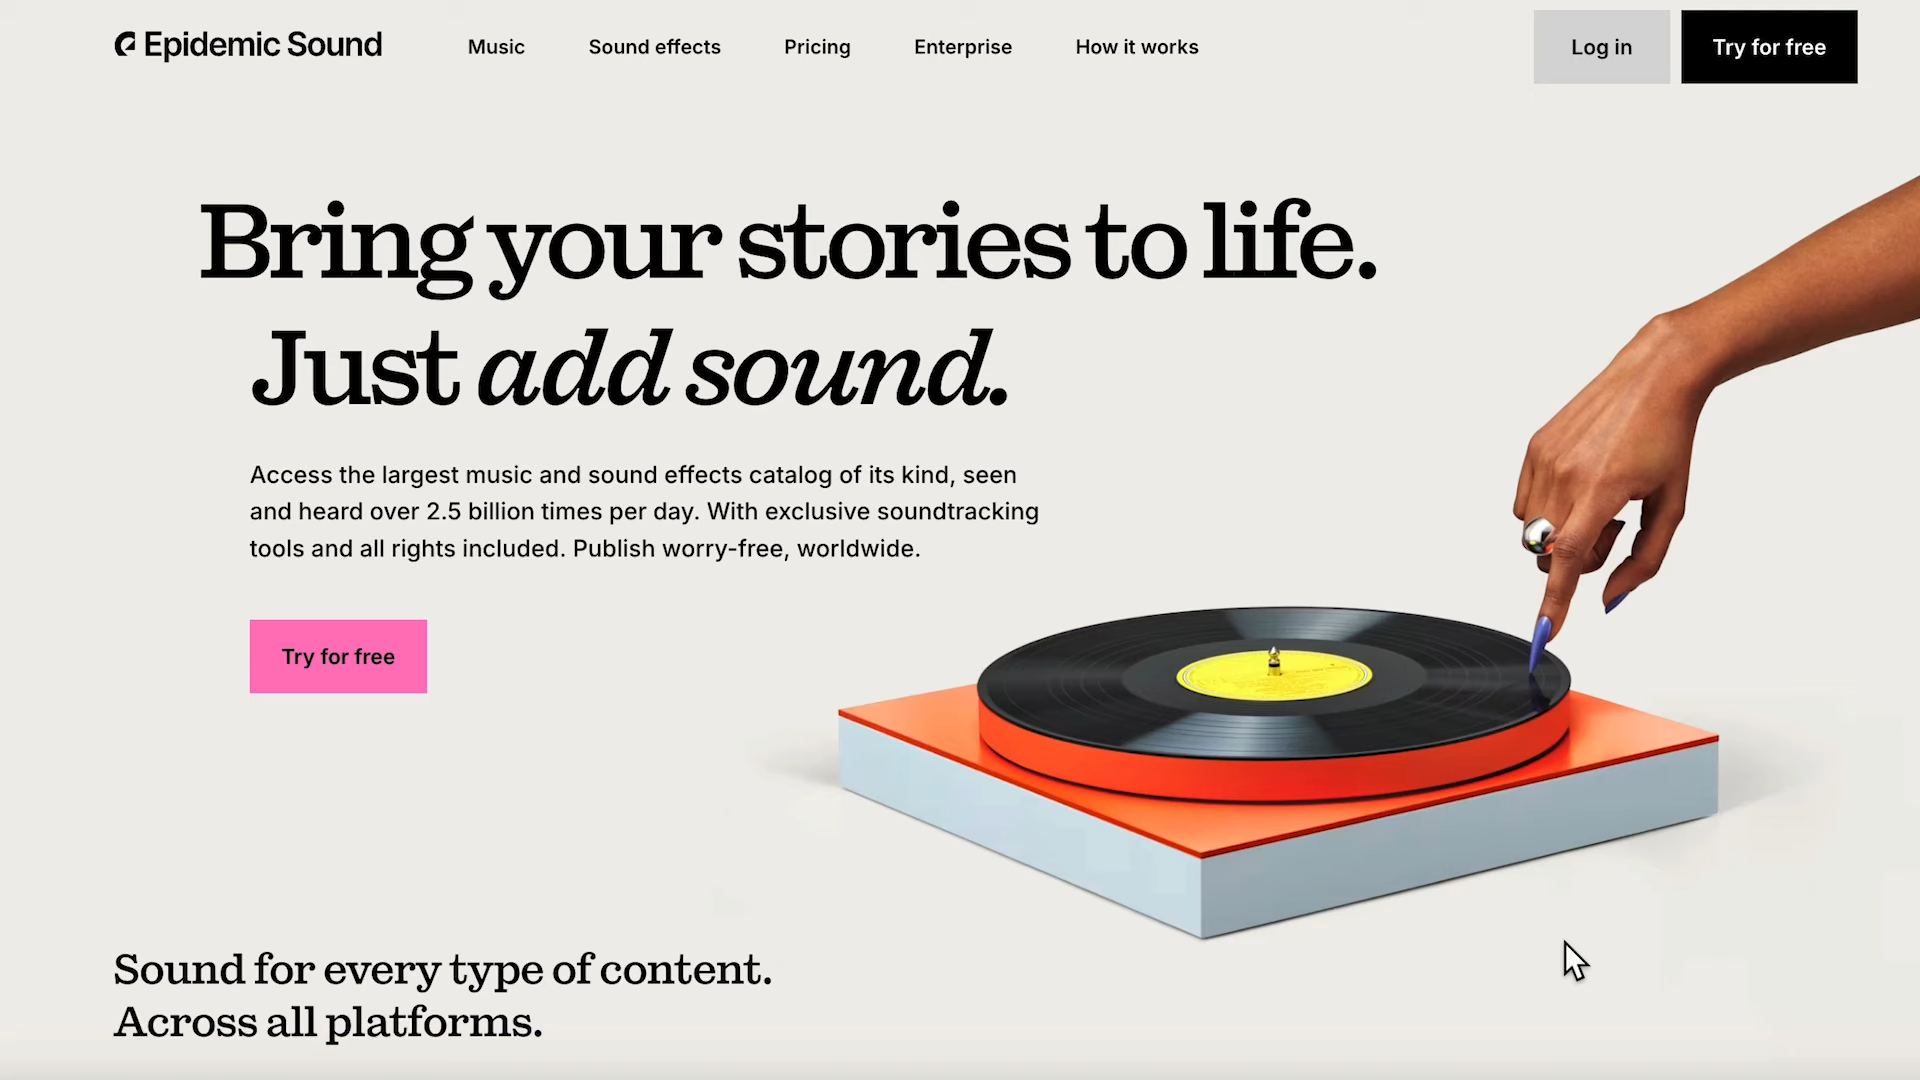 Epidemic Sound
Music
Sound effects
Pricing
Enterprise
How it works
Log in
Try for free
Bring your stories to life.
Just add sound.
Access the largest music and sound effects catalog of its kind, seen
and heard over 2.5 billion times per day. With exclusive soundtracking
tools and all rights included. Publish worry-free, worldwide.
Try for free
Sound for every type of content.
Across all platforms.